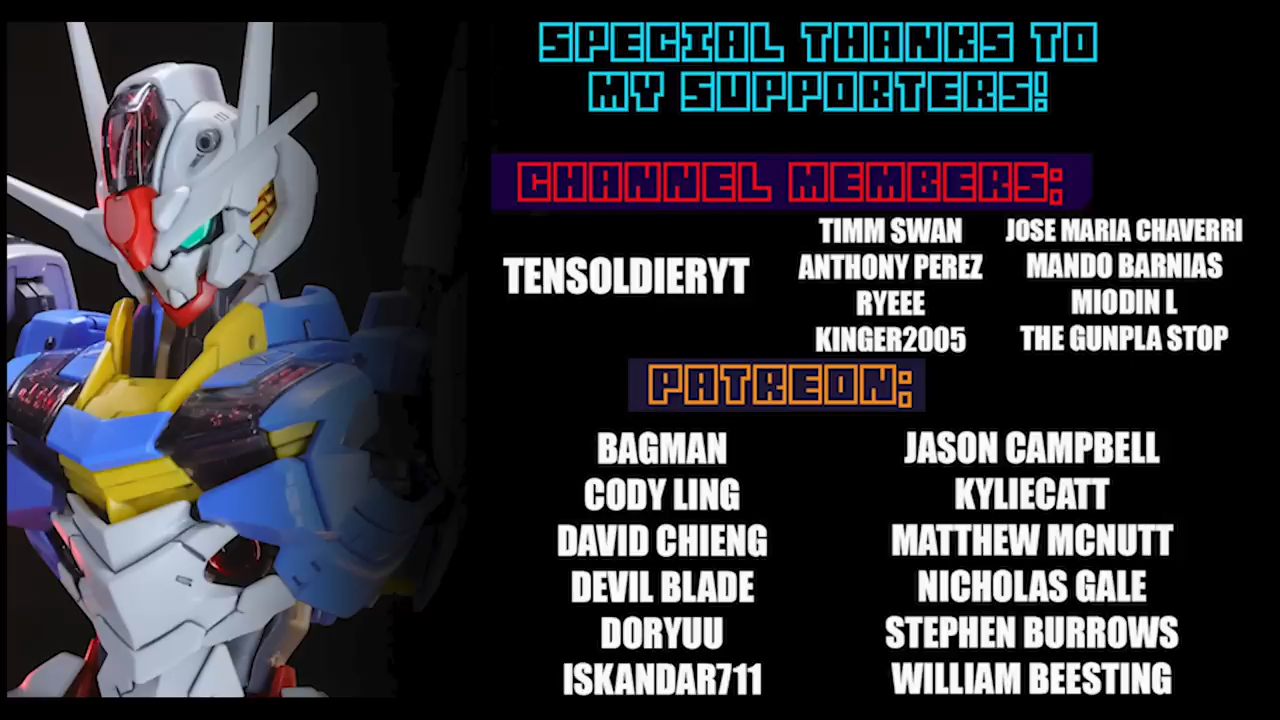 SPECIAL THANKS TO
MY SUPPORTERS!
CHANNEL MEMBERS:
TENSOLDIERYT
TIMM SWAN
ANTHONY PEREZ
RYEEE
KINGER2005
JOSE MARIA CHAVERRI
MANDO BARNIAS
MIODIN L
THE GUNPLA STOP
PATREON:
BAGMAN
CODY LING
DAVID CHIENG
DEVIL BLADE
DORYUU
ISKANDAR711
JASON CAMPBELL
KYLIECATT
MATTHEW MCNUTT
NICHOLAS GALE
STEPHEN BURROWS
WILLIAM BEESTING